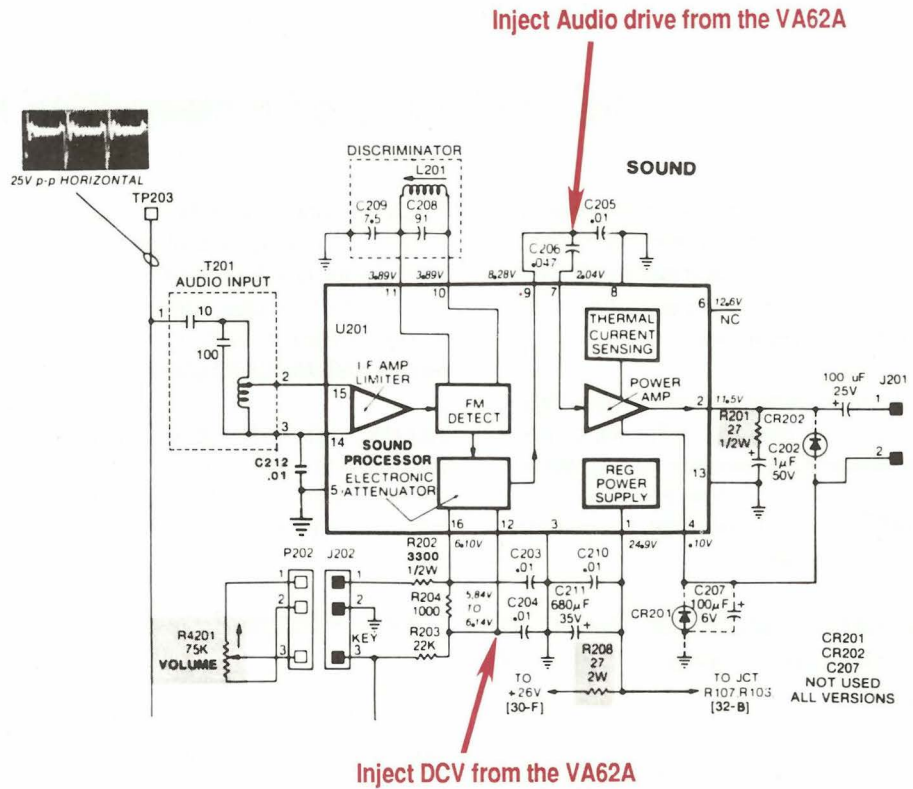 Inject Audio drive from the VA62A
25V p-p HORIZONTAL
TP203
DISCRIMINATOR
L201
C209
7.5
C208
91
SOUND
C205
.01
C206
.047
.T201
AUDIO INPUT
1
10
100
2
3
3.89V
3.89V
8.28V
2.04V
11
10
9
7
8
6
12.6V
NC
U201
I.F AMP
LIMITER
15
14
FM
DETECT
THERMAL
CURRENT
SENSING
POWER
AMP
2
11.5V
100 uF
25V
J201
1
2
R201
27
1/2W
CR202
C202
1μF
50V
13
C212
.01
5
SOUND
PROCESSOR
ELECTRONIC
ATTENUATOR
REG
POWER
SUPPLY
16
12
3
1
4
6.10V
24.9V
.10V
P202
J202
1
2
3
1
2
KEY
3
R202
3300
1/2W
R204
1000
R203
22K
5.84V
TO
6.14V
C203
.01
C204
.01
C210
.01
C211
680μF
35V
CR201
C207
100μF
6V
R4201
75K
VOLUME
R208
27
2W
TO
+26V
[30-F]
TO JCT
R107,R103
[32-B]
CR201
CR202
C207
NOT USED
ALL VERSIONS
Inject DCV from the VA62A